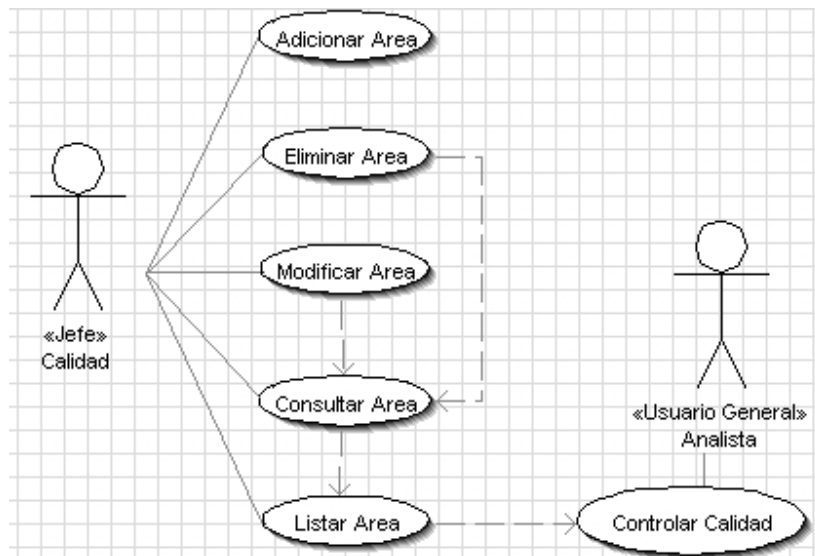 Adicionar Area
Eliminar Area
Modificar Area
«Jefe»
Calidad
Consultar Area
«Usuario General»
Analista
Listar Area
Controlar Calidad